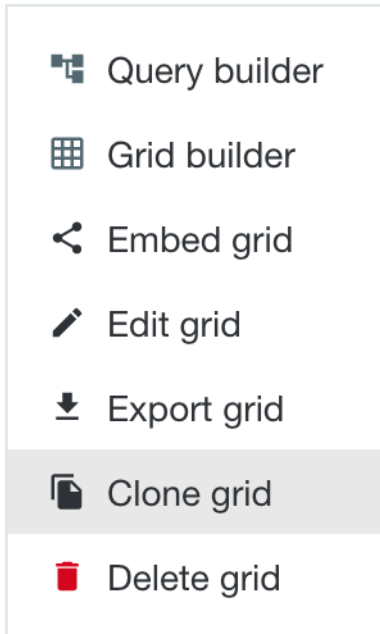 Query builder
Grid builder
Embed grid
Edit grid
Export grid
Clone grid
Delete grid